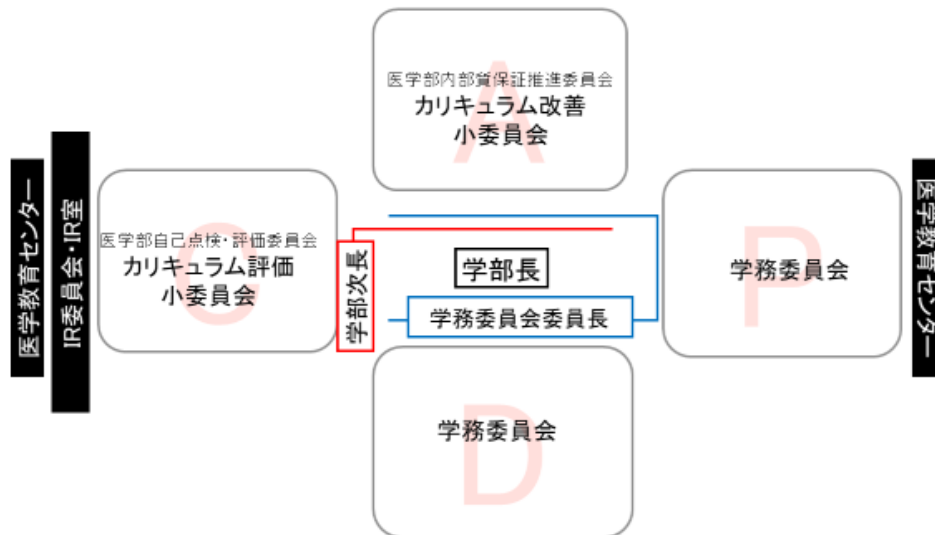 A
医学部内部質保証推進委員会
カリキュラム改善
小委員会
医学教育センター
IR委員会・IR室
C
医学部自己点検・評価委員会
カリキュラム評価
小委員会
学部次長
学部長
学務委員会委員長
P
学務委員会
医学教育センター
D
学務委員会